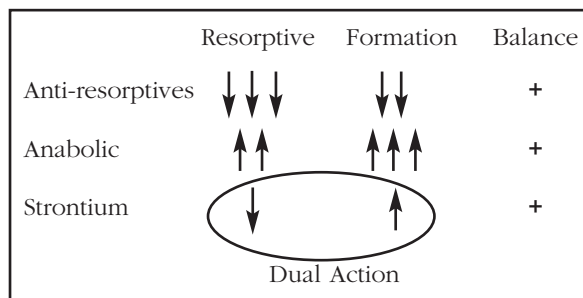 Resorptive Formation Balance
Anti-resorptives +
Anabolic +
Strontium +
Dual Action